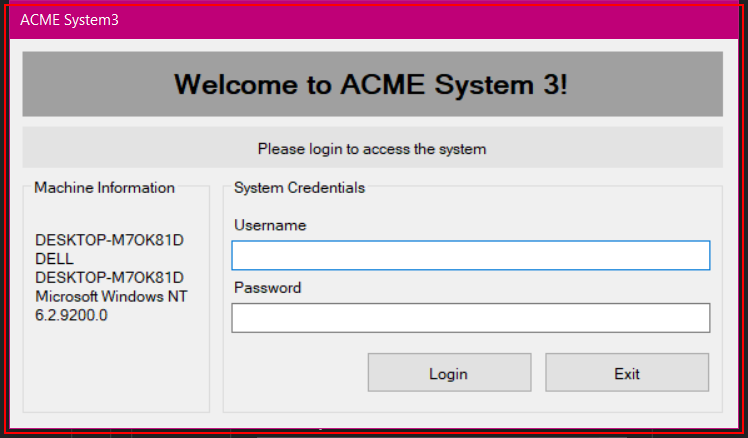 ACME System3
Welcome to ACME System 3!
Please login to access the system
Machine Information
DESKTOP-M7OK81D
DELL
DESKTOP-M7OK81D
Microsoft Windows NT
6.2.9200.0
System Credentials
Username
Password
Login
Exit